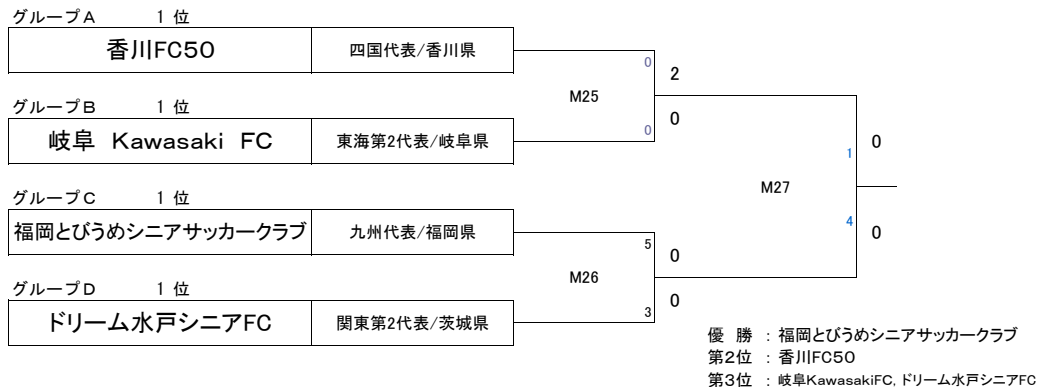 グループA 1 位
香川FC50 四国代表/香川県
0 2
M25
グループB 1 位
0 0
岐阜 Kawasaki FC 東海第2代表/岐阜県
1 0
M27
グループC 1 位
4 0
福岡とびうめシニアサッカークラブ 九州代表/福岡県
5 0
M26
グループD 1 位
3 0
ドリーム水戸シニアFC 関東第2代表/茨城県
優 勝 : 福岡とびうめシニアサッカークラブ
第2位 : 香川FC50
第3位 : 岐阜KawasakiFC, ドリーム水戸シニアFC